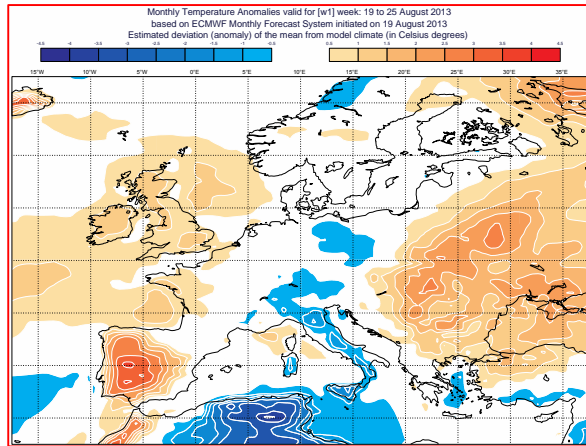 Monthly Temperature Anomalies valid for [w1] week: 19 to 25 August 2013
based on ECMWF Monthly Forecast System initiated on 19 August 2013
Estimated deviation (anomaly) of the mean from model climate (in Celsius degrees)
-4.5 -4 -3.5 -3 -2.5 -2 -1.5 -1 -0.5 0.5 1 1.5 2 2.5 3 3.5 4 4.5
15°W 10°W 5°W 0° 5°E 10°E 15°E 20°E 25°E 30°E 35°E